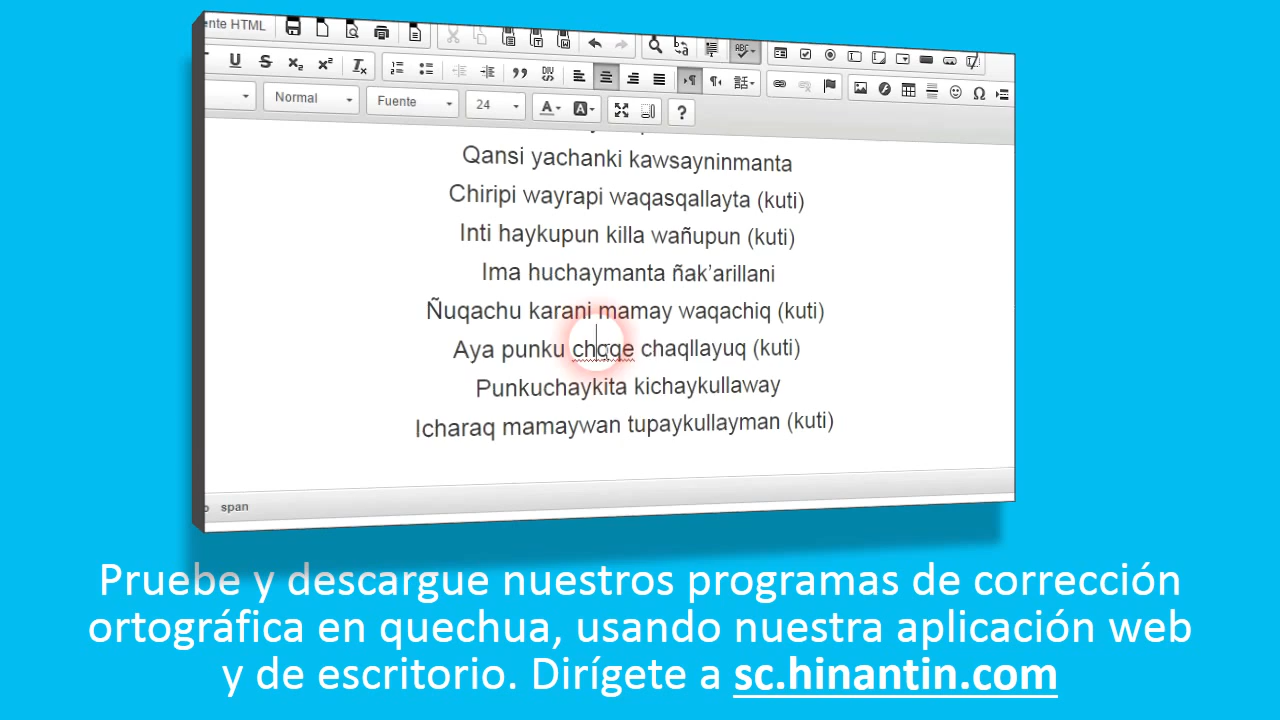 ente HTML
Normal Fuente 24
Qansi yachanki kawsayninmanta
Chiripi wayrapi waqasqallayta (kuti)
Inti haykupun killa wañupun (kuti)
Ima huchaymanta ñak’arillani
Ñuqachu karani mamay waqachiq (kuti)
Aya punku chaqllayuq (kuti)
Punkuchaykita kichaykullaway
Icharaq mamaywan tupaykullayman (kuti)
span
Pruebe y descargue nuestros programas de corrección
ortográfica en quechua, usando nuestra aplicación web
y de escritorio. Dirígete a sc.hinantin.com